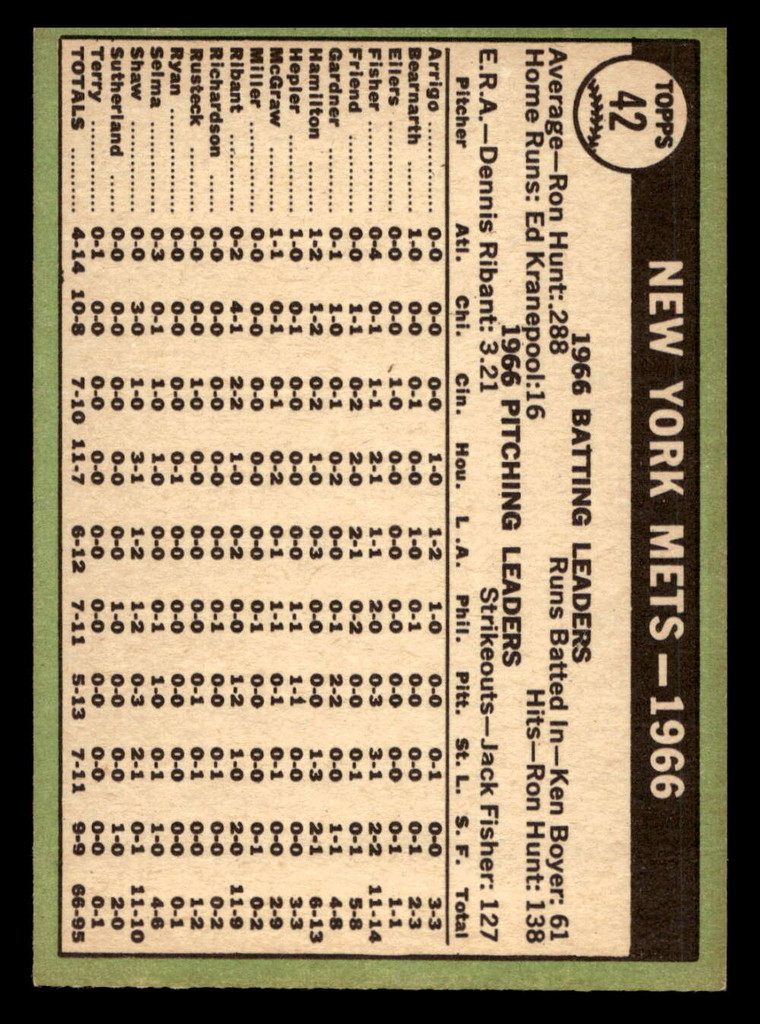 TOPPS
42
NEW YORK METS—1966
1966 BATTING LEADERS
Average—Ron Hunt:.288 Runs Batted In—Ken Boyer: 61
Home Runs: Ed Kranepool:16 Hits—Ron Hunt: 138
1966 PITCHING LEADERS
E.R.A.—Dennis Ribant: 3.21 Strikeouts—Jack Fisher: 127
Pitcher Atl. Chi. Cin. Hou. L.A. Phil. Pitt. St. L. S. F. Total
Arrigo .......... 0-0 0-0 0-0 1-0 1-2 1-0 0-0 0-1 0-0 3-3
Bearnarth ..... 1-0 0-0 0-1 0-0 1-0 0-1 0-0 0-0 0-1 2-3
Eilers ........... 0-0 0-0 1-0 0-0 0-0 0-0 0-0 0-0 0-1 1-1
Fisher .......... 0-4 0-1 1-1 2-1 1-1 2-0 0-3 3-1 2-2 11-14
Friend .......... 0-0 1-1 0-2 2-0 2-1 0-2 0-0 0-1 0-1 5-8
Gardner ........ 0-1 1-0 0-1 0-2 0-0 0-1 2-2 0-0 1-1 4-8
Hamilton ...... 1-2 1-2 0-2 1-0 0-3 0-0 0-0 1-3 2-1 6-13
Hepler .......... 1-0 0-1 0-0 0-0 0-0 1-1 1-1 0-0 0-0 3-3
McGraw ........ 1-1 0-1 0-1 0-2 0-1 1-1 0-1 0-1 0-0 2-9
Miller ........... 0-0 0-0 0-0 0-0 0-0 0-1 0-0 0-0 0-1 0-2
Ribant .......... 0-2 4-1 2-2 1-0 0-2 0-0 1-2 1-0 2-0 11-9
Richardson .... 0-0 0-0 0-0 0-0 0-0 0-1 0-0 0-1 0-0 0-2
Rusteck ........ 0-0 0-0 1-0 0-0 0-0 0-0 0-1 0-1 0-0 1-2
Ryan ............ 0-0 0-0 0-0 0-1 0-0 0-0 0-0 0-0 0-0 0-1
Selma ........... 0-3 0-1 1-0 1-0 0-0 0-1 1-0 0-1 1-0 4-6
Shaw ............ 0-0 3-0 1-0 3-1 1-2 1-2 0-3 2-1 0-1 11-10
Sutherland .... 0-0 0-0 0-0 0-0 0-0 1-0 0-0 0-0 1-0 2-0
Terry ............ 0-1 0-0 0-0 0-0 0-0 0-0 0-0 0-0 0-0 0-1
TOTALS ........ 4-14 10-8 7-10 11-7 6-12 7-11 5-13 7-11 9-9 66-95